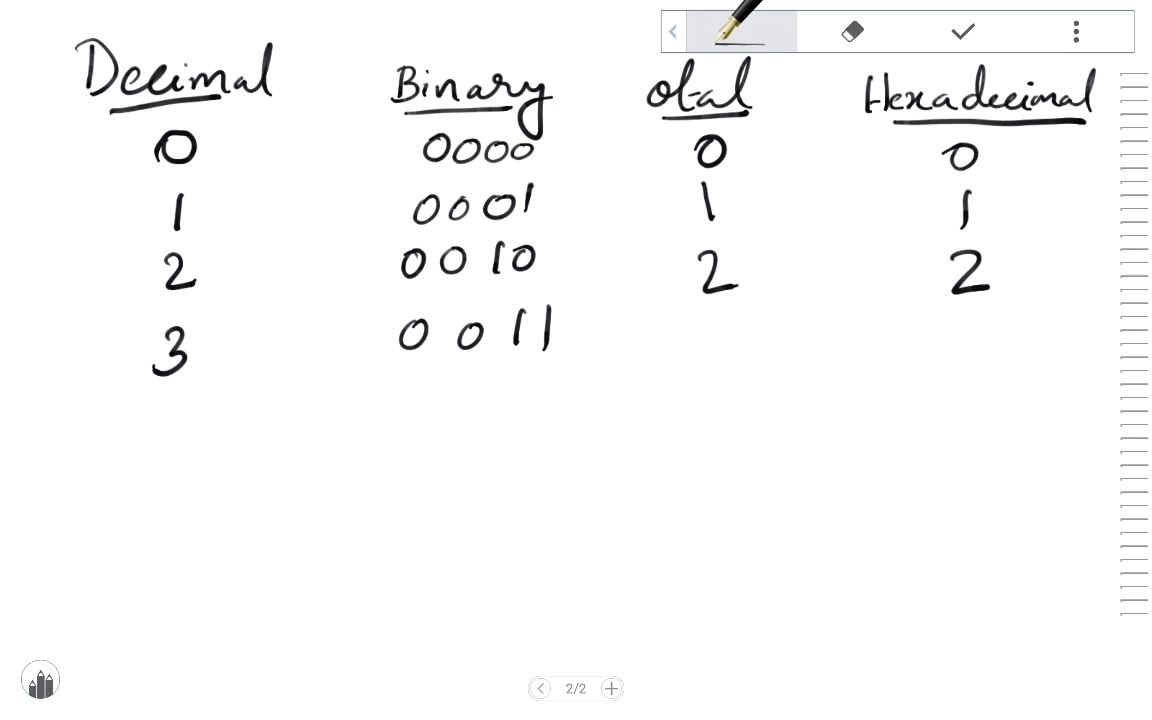 Decimal Binary otal Hexadecimal
0 0000 0 0
1 0001 1 1
2 0010 2 2
3 0011
2/2